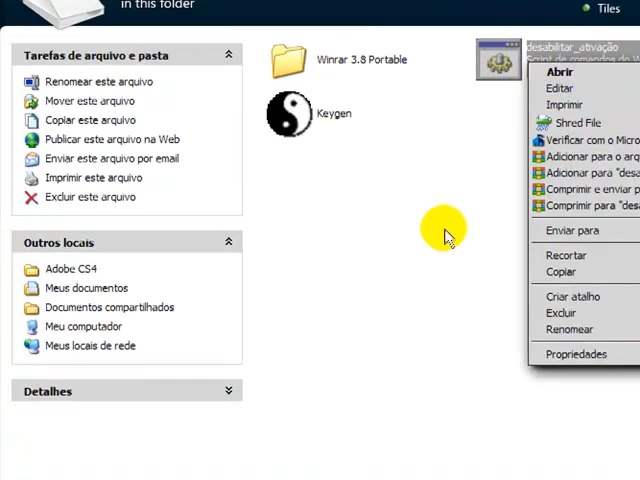 in this folder
Tiles
Tarefas de arquivo e pasta
Renomear este arquivo
Mover este arquivo
Copiar este arquivo
Publicar este arquivo na Web
Enviar este arquivo por email
Imprimir este arquivo
Excluir este arquivo
Outros locais
Adobe CS4
Meus documentos
Documentos compartilhados
Meu computador
Meus locais de rede
Detalhes
Winrar 3.8 Portable
Keygen
desabilitar_ativação
Script de comandos do W
Abrir
Editar
Imprimir
Shred File
Verificar com o Micro
Adicionar para o arq
Adicionar para "desa
Comprimir e enviar p
Comprimir para "desa
Enviar para
Recortar
Copiar
Criar atalho
Excluir
Renomear
Propriedades